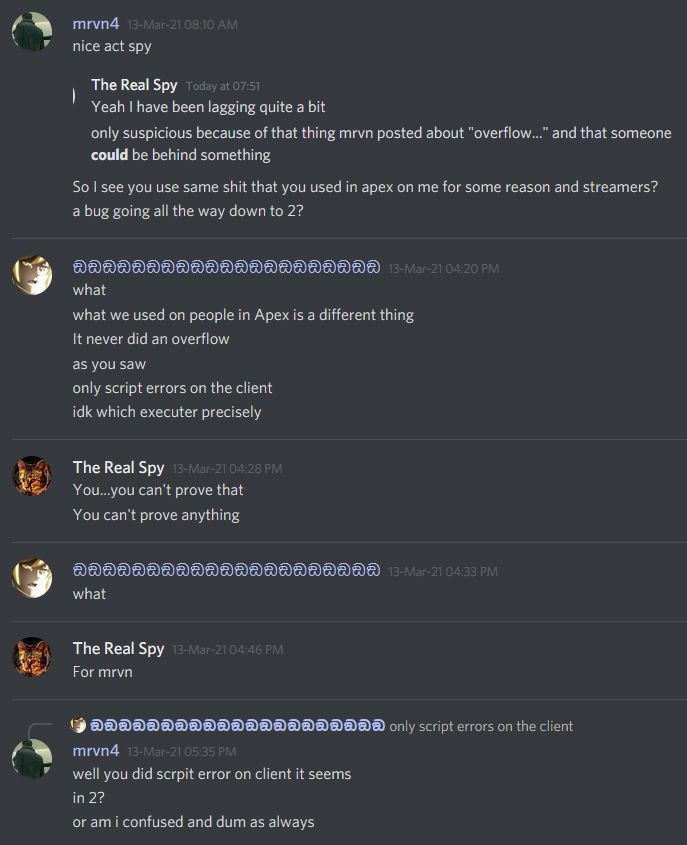 mrvn4 13-Mar-21 08:10 AM
nice act spy
The Real Spy Today at 07:51
Yeah I have been lagging quite a bit
only suspicious because of that thing mrvn posted about "overflow..." and that someone
could be behind something
So I see you use same shit that you used in apex on me for some reason and streamers?
a bug going all the way down to 2?
13-Mar-21 04:20 PM
what
what we used on people in Apex is a different thing
It never did an overflow
as you saw
only script errors on the client
idk which executer precisely
The Real Spy 13-Mar-21 04:28 PM
You...you can't prove that
You can't prove anything
13-Mar-21 04:33 PM
what
The Real Spy 13-Mar-21 04:46 PM
For mrvn
only script errors on the client
mrvn4 13-Mar-21 05:35 PM
well you did scrpit error on client it seems
in 2?
or am i confused and dum as always